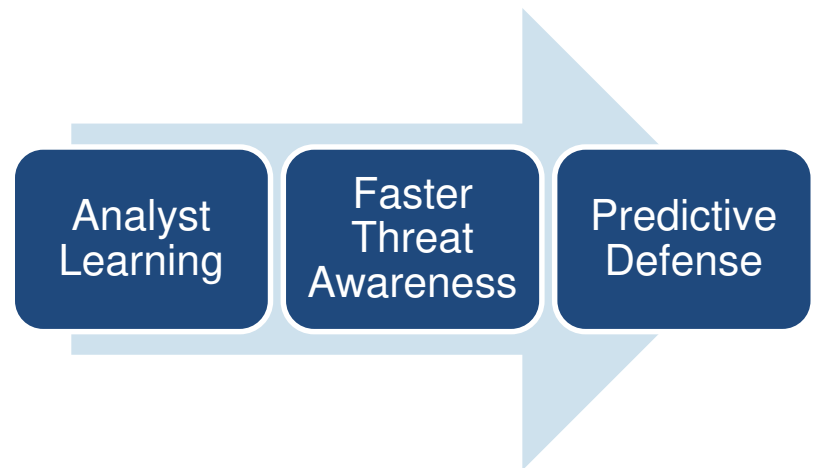 Analyst
Learning
Faster
Threat
Awareness
Predictive
Defense